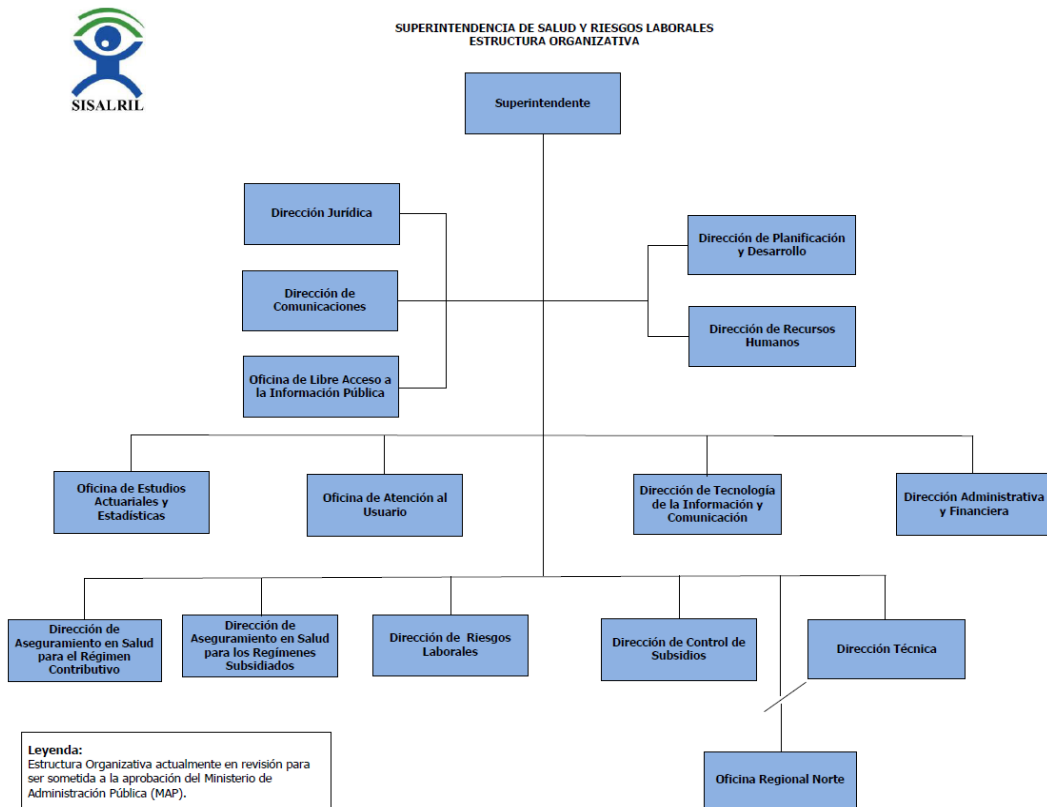 SUPERINTENDENCIA DE SALUD Y RIESGOS LABORALES
ESTRUCTURA ORGANIZATIVA
SISALRIL
Superintendente
Dirección Jurídica
Dirección de Planificación
y Desarrollo
Dirección de
Comunicaciones
Dirección de Recursos
Humanos
Oficina de Libre Acceso a
la Información Pública
Oficina de Estudios
Actuariales y
Estadísticas
Oficina de Atención al
Usuario
Dirección de Tecnología
de la Información y
Comunicación
Dirección Administrativa
y Financiera
Dirección de
Aseguramiento en Salud
para el Régimen
Contributivo
Dirección de
Aseguramiento en Salud
para los Regímenes
Subsidiados
Dirección de Riesgos
Laborales
Dirección de Control de
Subsidios
Dirección Técnica
Oficina Regional Norte
Leyenda:
Estructura Organizativa actualmente en revisión para
ser sometida a la aprobación del Ministerio de
Administración Pública (MAP).